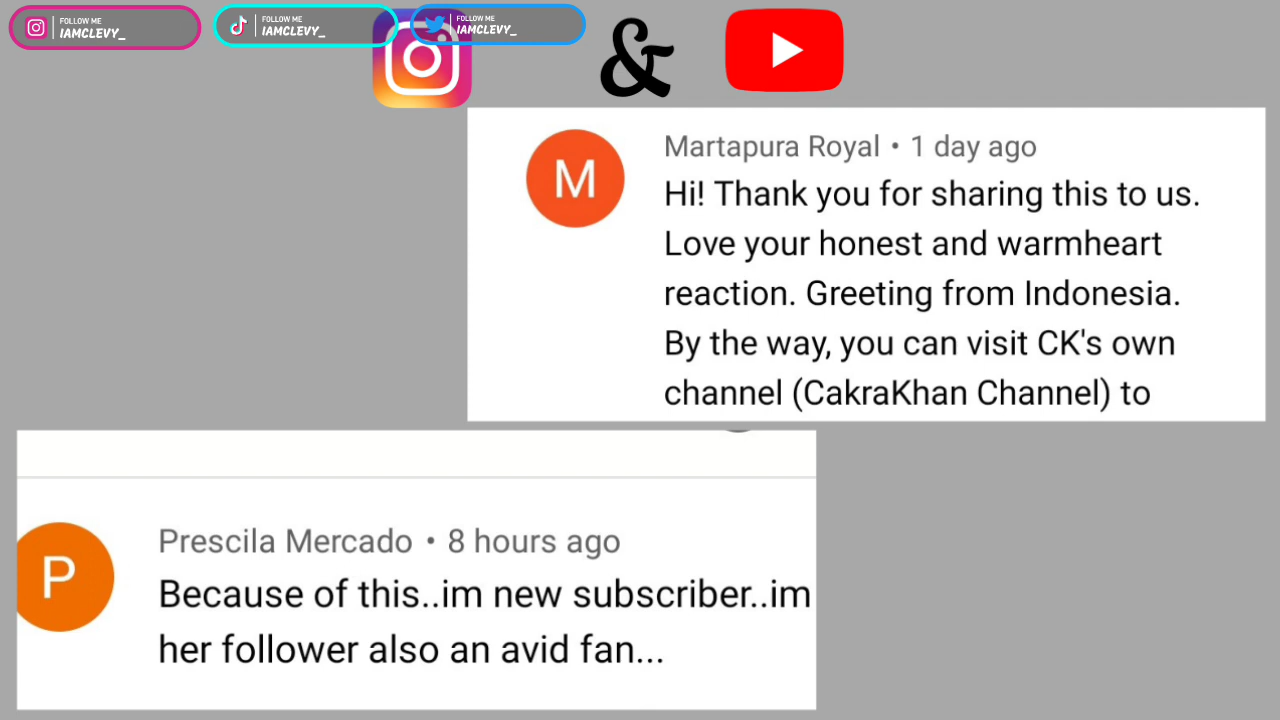 FOLLOW ME
IAMCLEVY_
FOLLOW ME
IAMCLEVY_
FOLLOW ME
IAMCLEVY_
&
M
Martapura Royal • 1 day ago
Hi! Thank you for sharing this to us.
Love your honest and warmheart
reaction. Greeting from Indonesia.
By the way, you can visit CK's own
channel (CakraKhan Channel) to
P
Prescila Mercado • 8 hours ago
Because of this..im new subscriber..im
her follower also an avid fan...